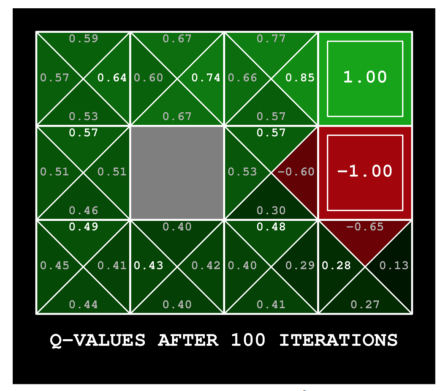 0.59 0.67 0.77
0.57 0.64 0.60 0.74 0.66 0.85 1.00
0.53 0.67 0.57
0.57 0.57
0.51 0.51 0.53 -0.60 -1.00
0.46 0.30
0.49 0.40 0.48 -0.65
0.45 0.41 0.43 0.42 0.40 0.29 0.28 0.13
0.44 0.40 0.41 0.27
Q-VALUES AFTER 100 ITERATIONS